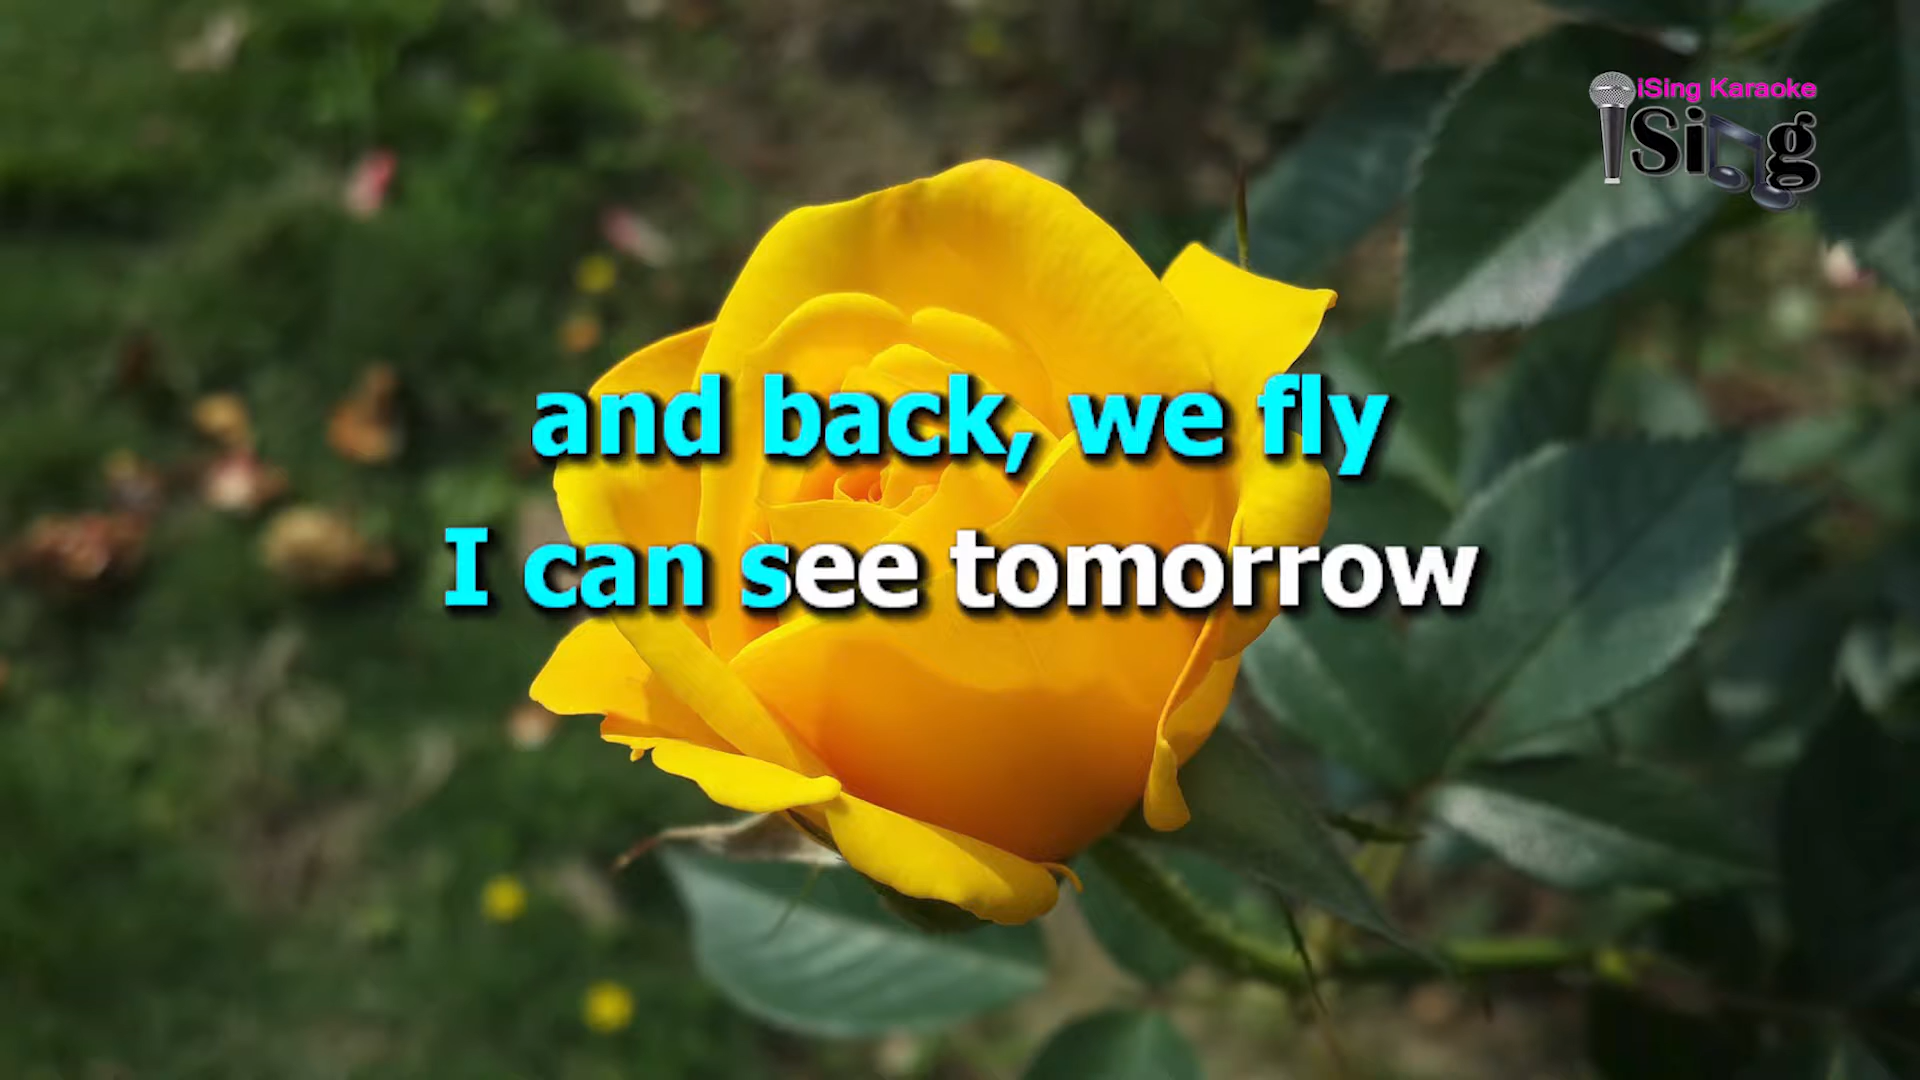 iSing Karaoke
iSing
and back, we fly
I can see tomorrow